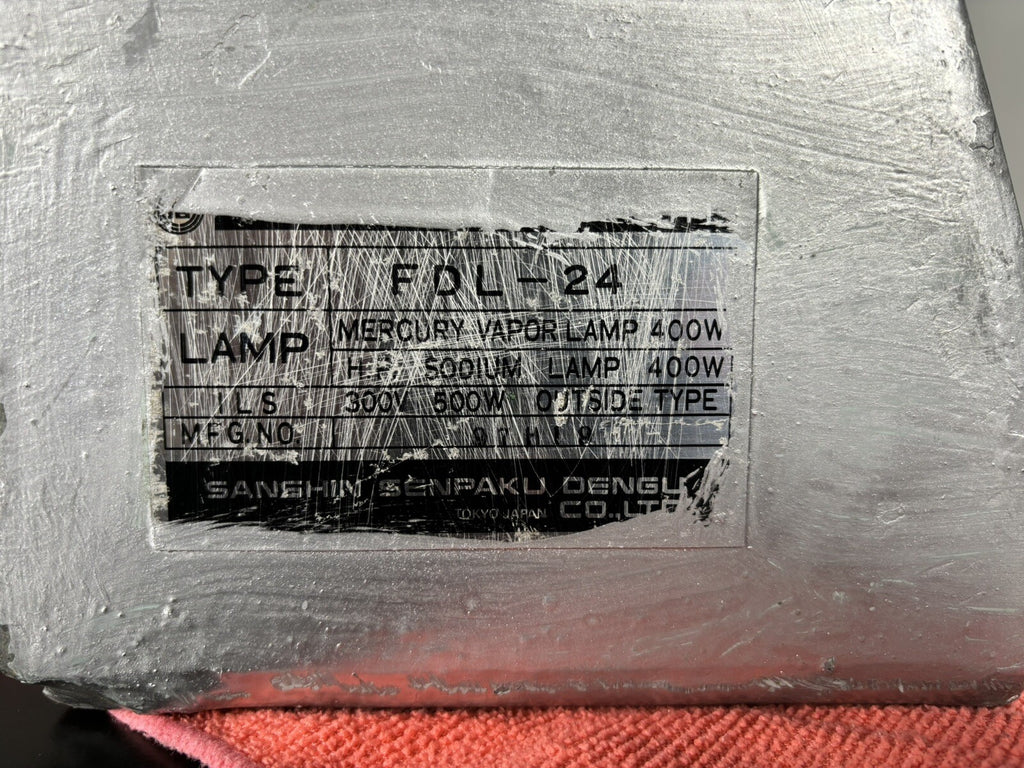 TYPE FDL-24
LAMP MERCURY VAPOR LAMP 400W
H.P. SODIUM LAMP 400W
ILS 300V 500W OUTSIDE TYPE
MFG.NO.
SANSHIN SENPAKU DENGU
TOKYO JAPAN CO.,LTD